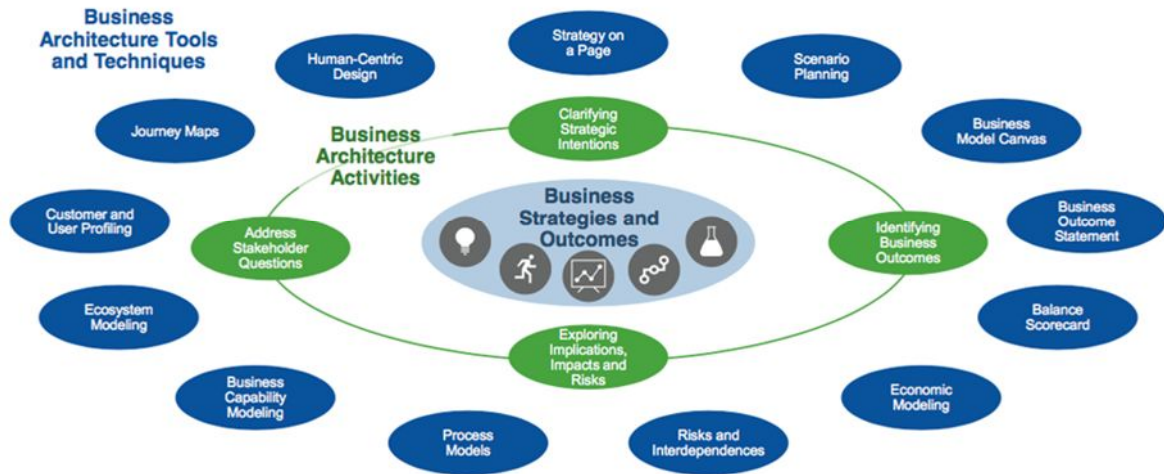 Business
Architecture Tools
and Techniques
Human-Centric
Design
Strategy on
a Page
Scenario
Planning
Journey Maps
Business
Architecture
Activities
Clarifying
Strategic
Intentions
Business
Model Canvas
Customer and
User Profiling
Address
Stakeholder
Questions
Business
Strategies and
Outcomes
Identifying
Business
Outcomes
Business
Outcome
Statement
Ecosystem
Modeling
Exploring
Implications,
Impacts and
Risks
Balance
Scorecard
Business
Capability
Modeling
Process
Models
Risks and
Interdependences
Economic
Modeling